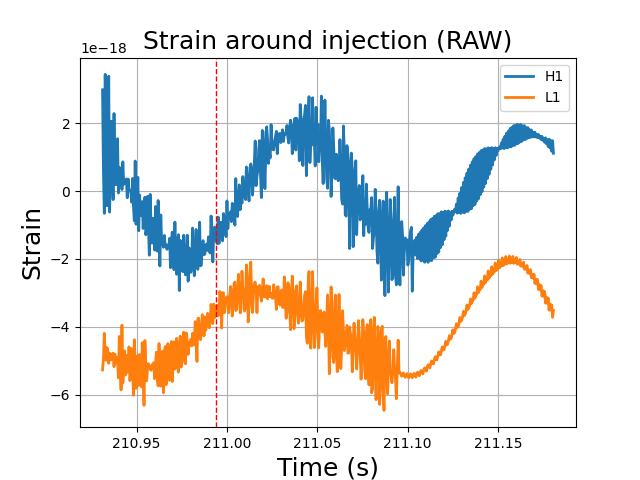 Strain around injection (RAW)
1e−18
H1
L1
2
0
−2
−4
−6
Strain
210.95
211.00
211.05
211.10
211.15
Time (s)